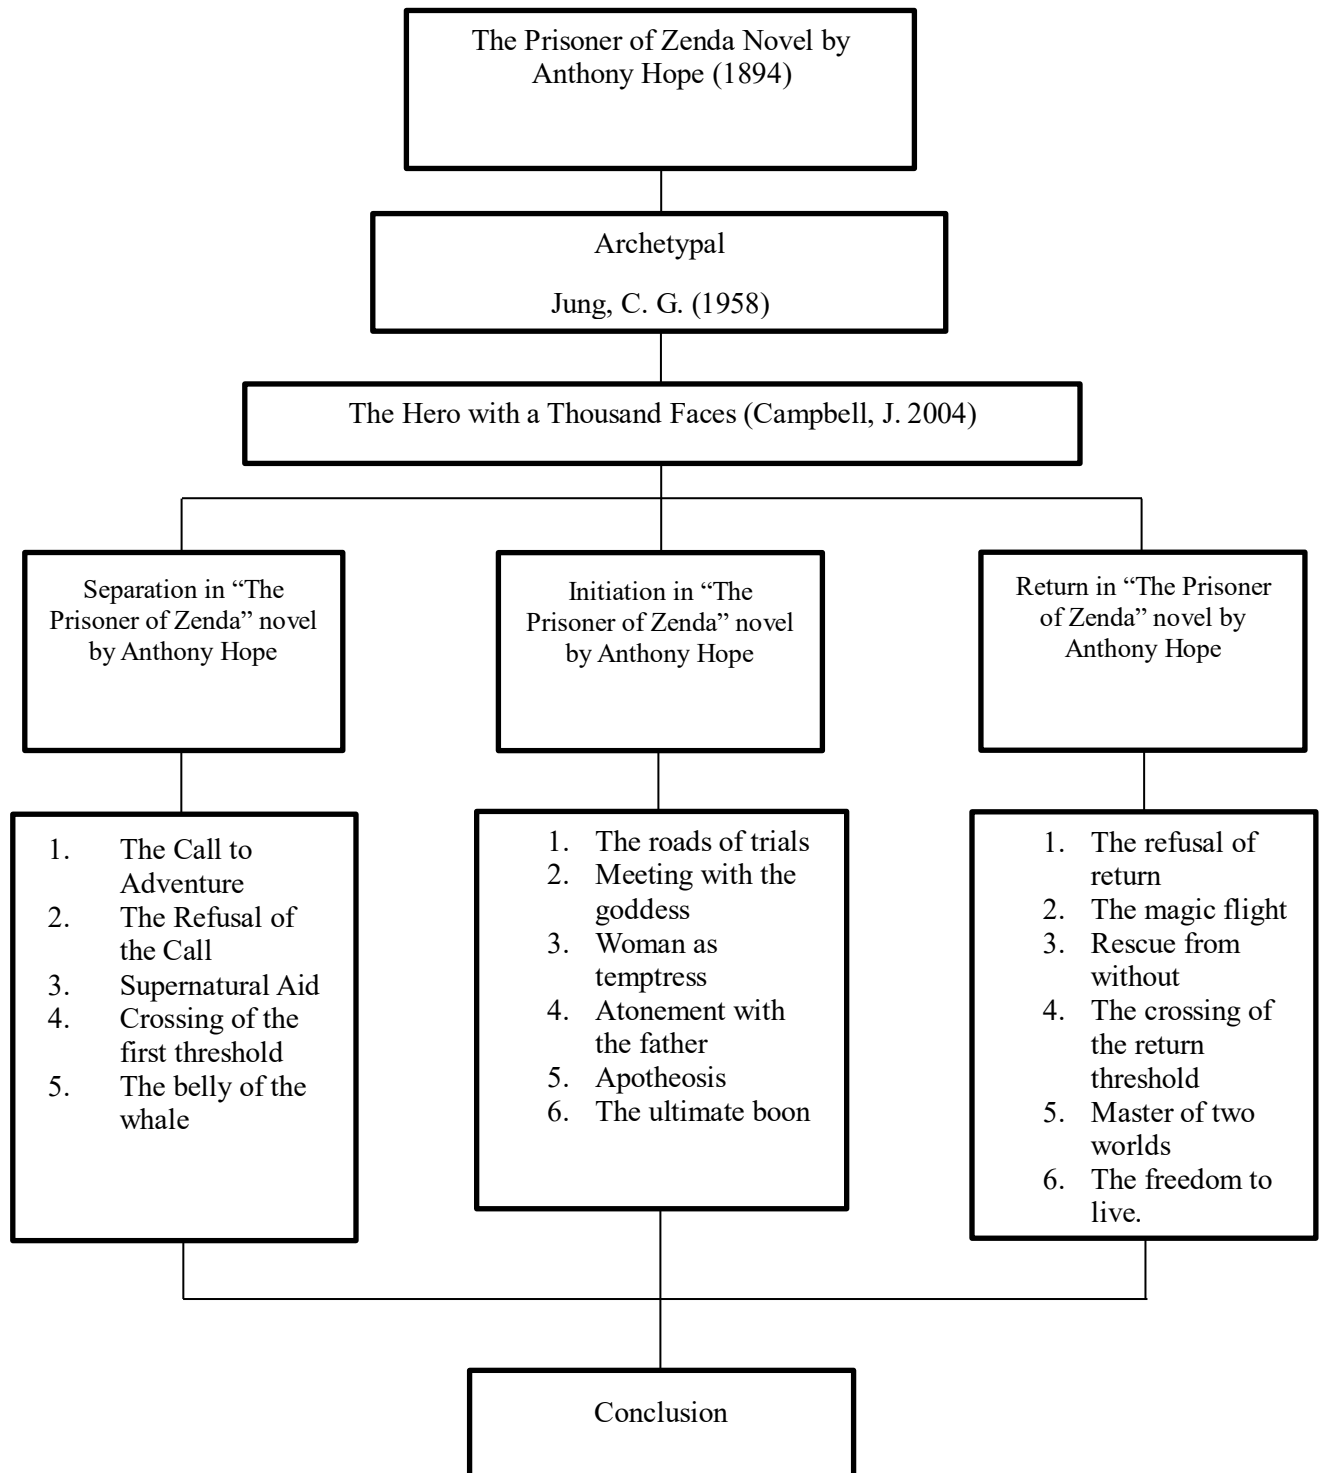 The Prisoner of Zenda Novel by
Anthony Hope (1894)
Archetypal
Jung, C. G. (1958)
The Hero with a Thousand Faces (Campbell, J. 2004)
Separation in “The
Prisoner of Zenda” novel
by Anthony Hope
Initiation in “The
Prisoner of Zenda” novel
by Anthony Hope
Return in “The Prisoner
of Zenda” novel by
Anthony Hope
1. The Call to
Adventure
2. The Refusal of
the Call
3. Supernatural Aid
4. Crossing of the
first threshold
5. The belly of the
whale
1. The roads of trials
2. Meeting with the
goddess
3. Woman as
temptress
4. Atonement with
the father
5. Apotheosis
6. The ultimate boon
1. The refusal of
return
2. The magic flight
3. Rescue from
without
4. The crossing of
the return
threshold
5. Master of two
worlds
6. The freedom to
live.
Conclusion